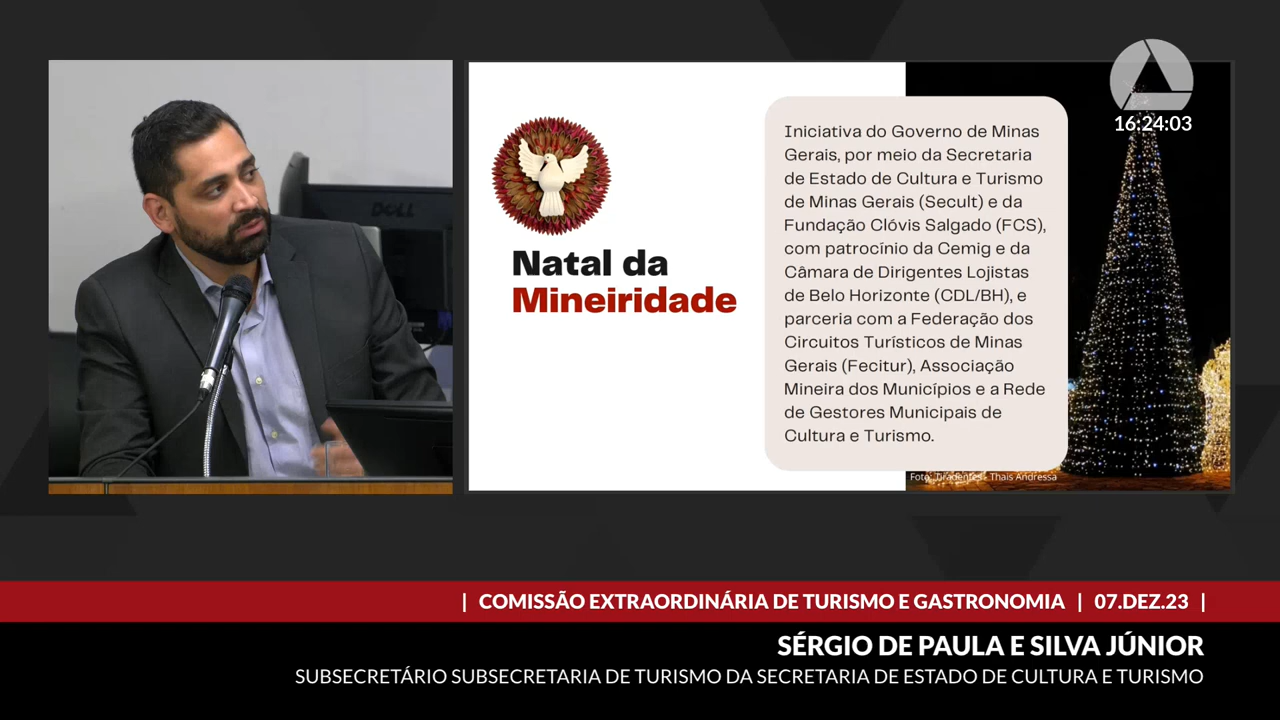 DELL
Natal da
Mineiridade
Iniciativa do Governo de Minas
Gerais, por meio da Secretaria
de Estado de Cultura e Turismo
de Minas Gerais (Secult) e da
Fundação Clóvis Salgado (FCS),
com patrocínio da Cemig e da
Câmara de Dirigentes Lojistas
de Belo Horizonte (CDL/BH), e
parceria com a Federação dos
Circuitos Turísticos de Minas
Gerais (Fecitur), Associação
Mineira dos Municípios e a Rede
de Gestores Municipais de
Cultura e Turismo.
16:24:03
Foto: Tiradentes - Thais Andressa
| COMISSÃO EXTRAORDINÁRIA DE TURISMO E GASTRONOMIA | 07.DEZ.23 |
SÉRGIO DE PAULA E SILVA JÚNIOR
SUBSECRETÁRIO SUBSECRETARIA DE TURISMO DA SECRETARIA DE ESTADO DE CULTURA E TURISMO